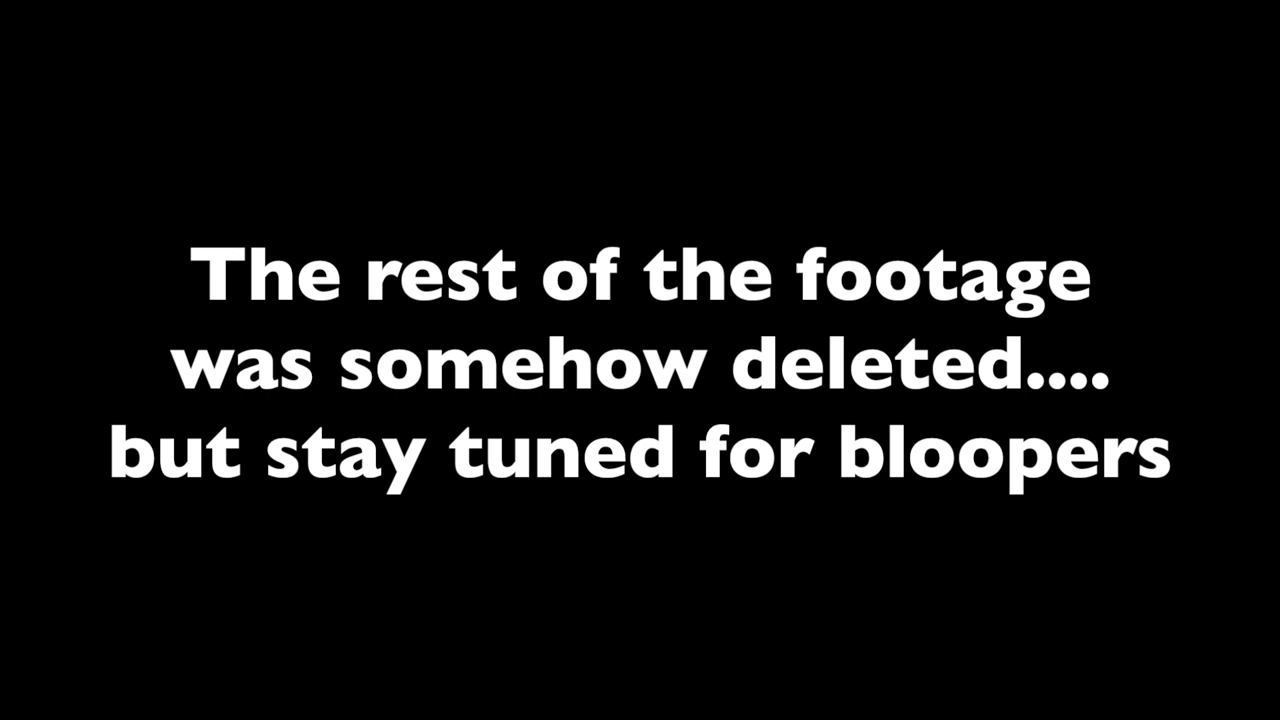 The rest of the footage
was somehow deleted....
but stay tuned for bloopers